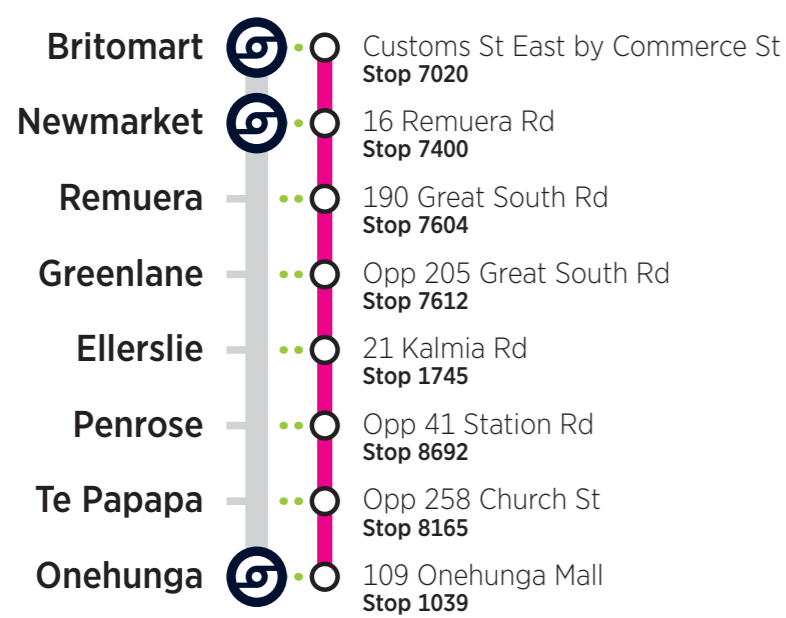 Britomart
Customs St East by Commerce St
Stop 7020
Newmarket
16 Remuera Rd
Stop 7400
Remuera
190 Great South Rd
Stop 7604
Greenlane
Opp 205 Great South Rd
Stop 7612
Ellerslie
21 Kalmia Rd
Stop 1745
Penrose
Opp 41 Station Rd
Stop 8692
Te Papapa
Opp 258 Church St
Stop 8165
Onehunga
109 Onehunga Mall
Stop 1039